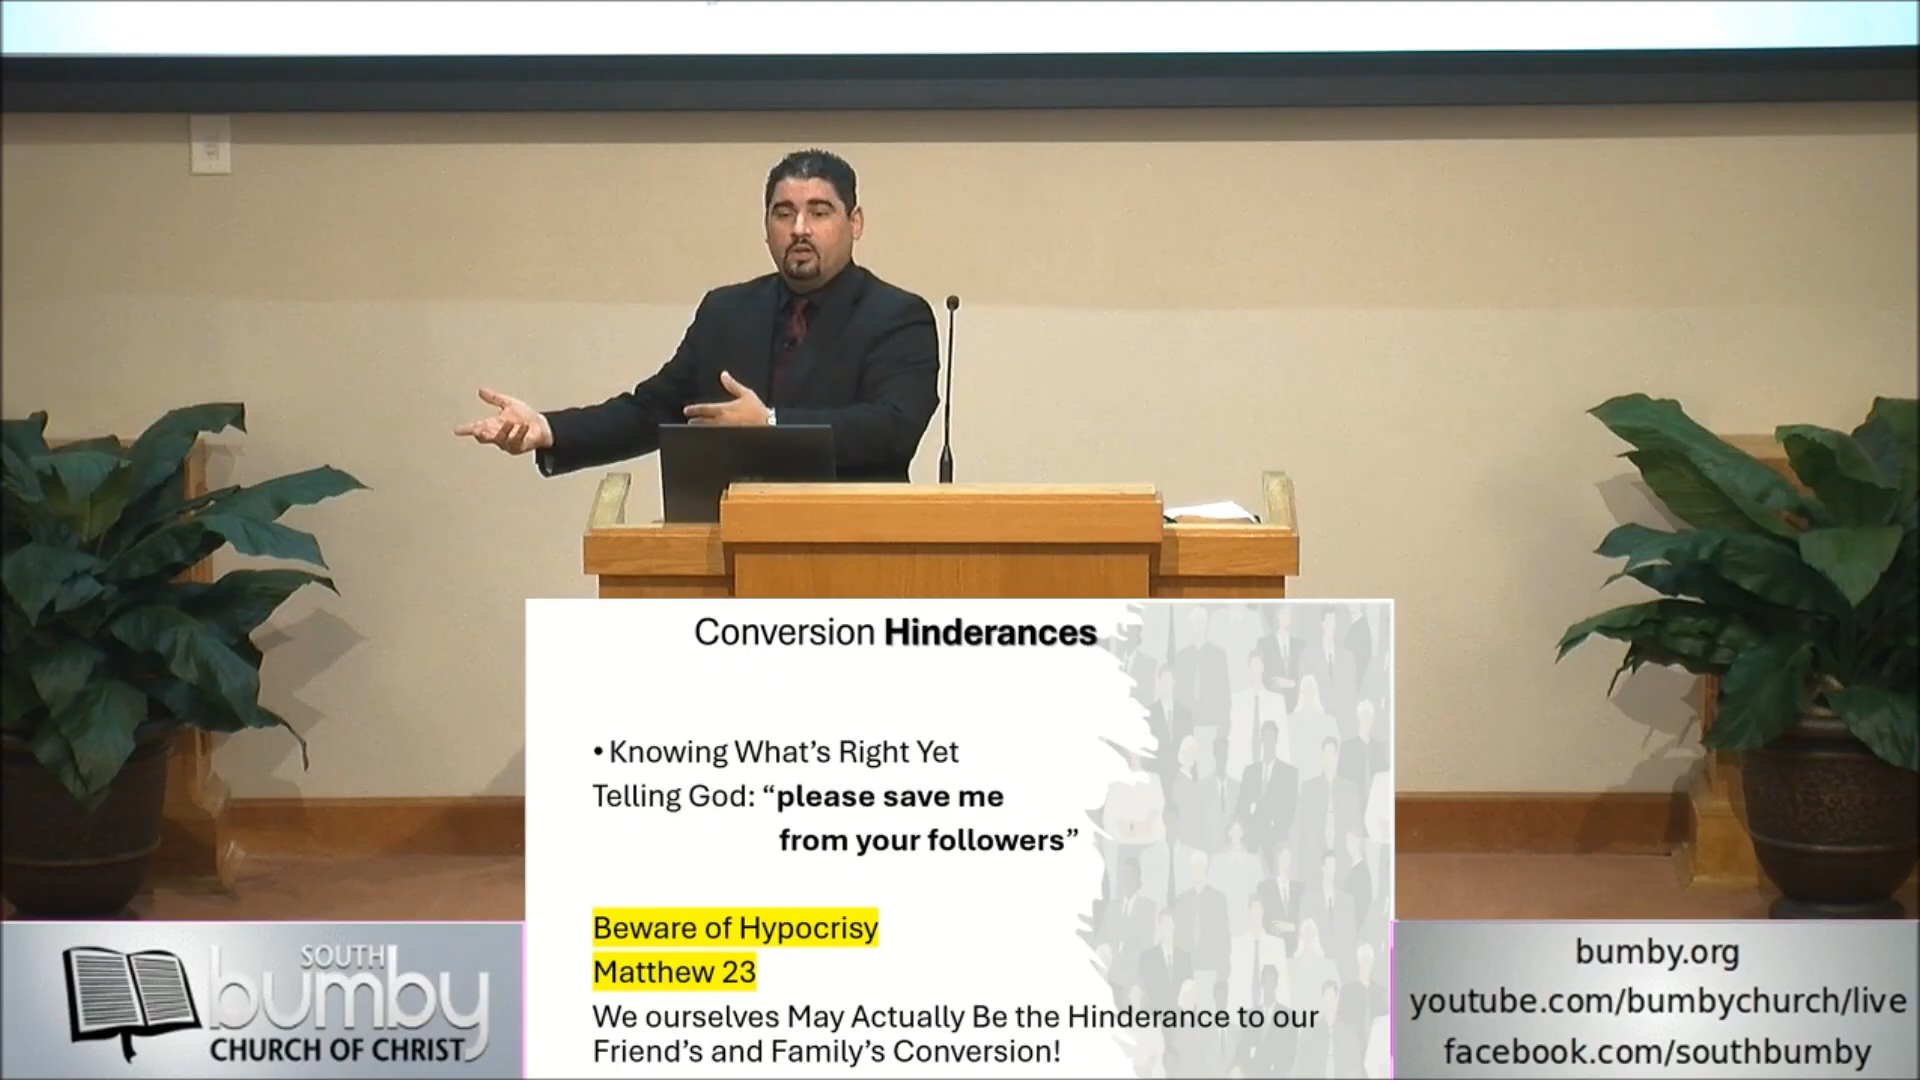 Conversion Hinderances
• Knowing What’s Right Yet
Telling God: “please save me
from your followers”
Beware of Hypocrisy
Matthew 23
We ourselves May Actually Be the Hinderance to our
Friend’s and Family’s Conversion!
SOUTH
bumby
CHURCH OF CHRIST
bumby.org
youtube.com/bumbychurch/live
facebook.com/southbumby